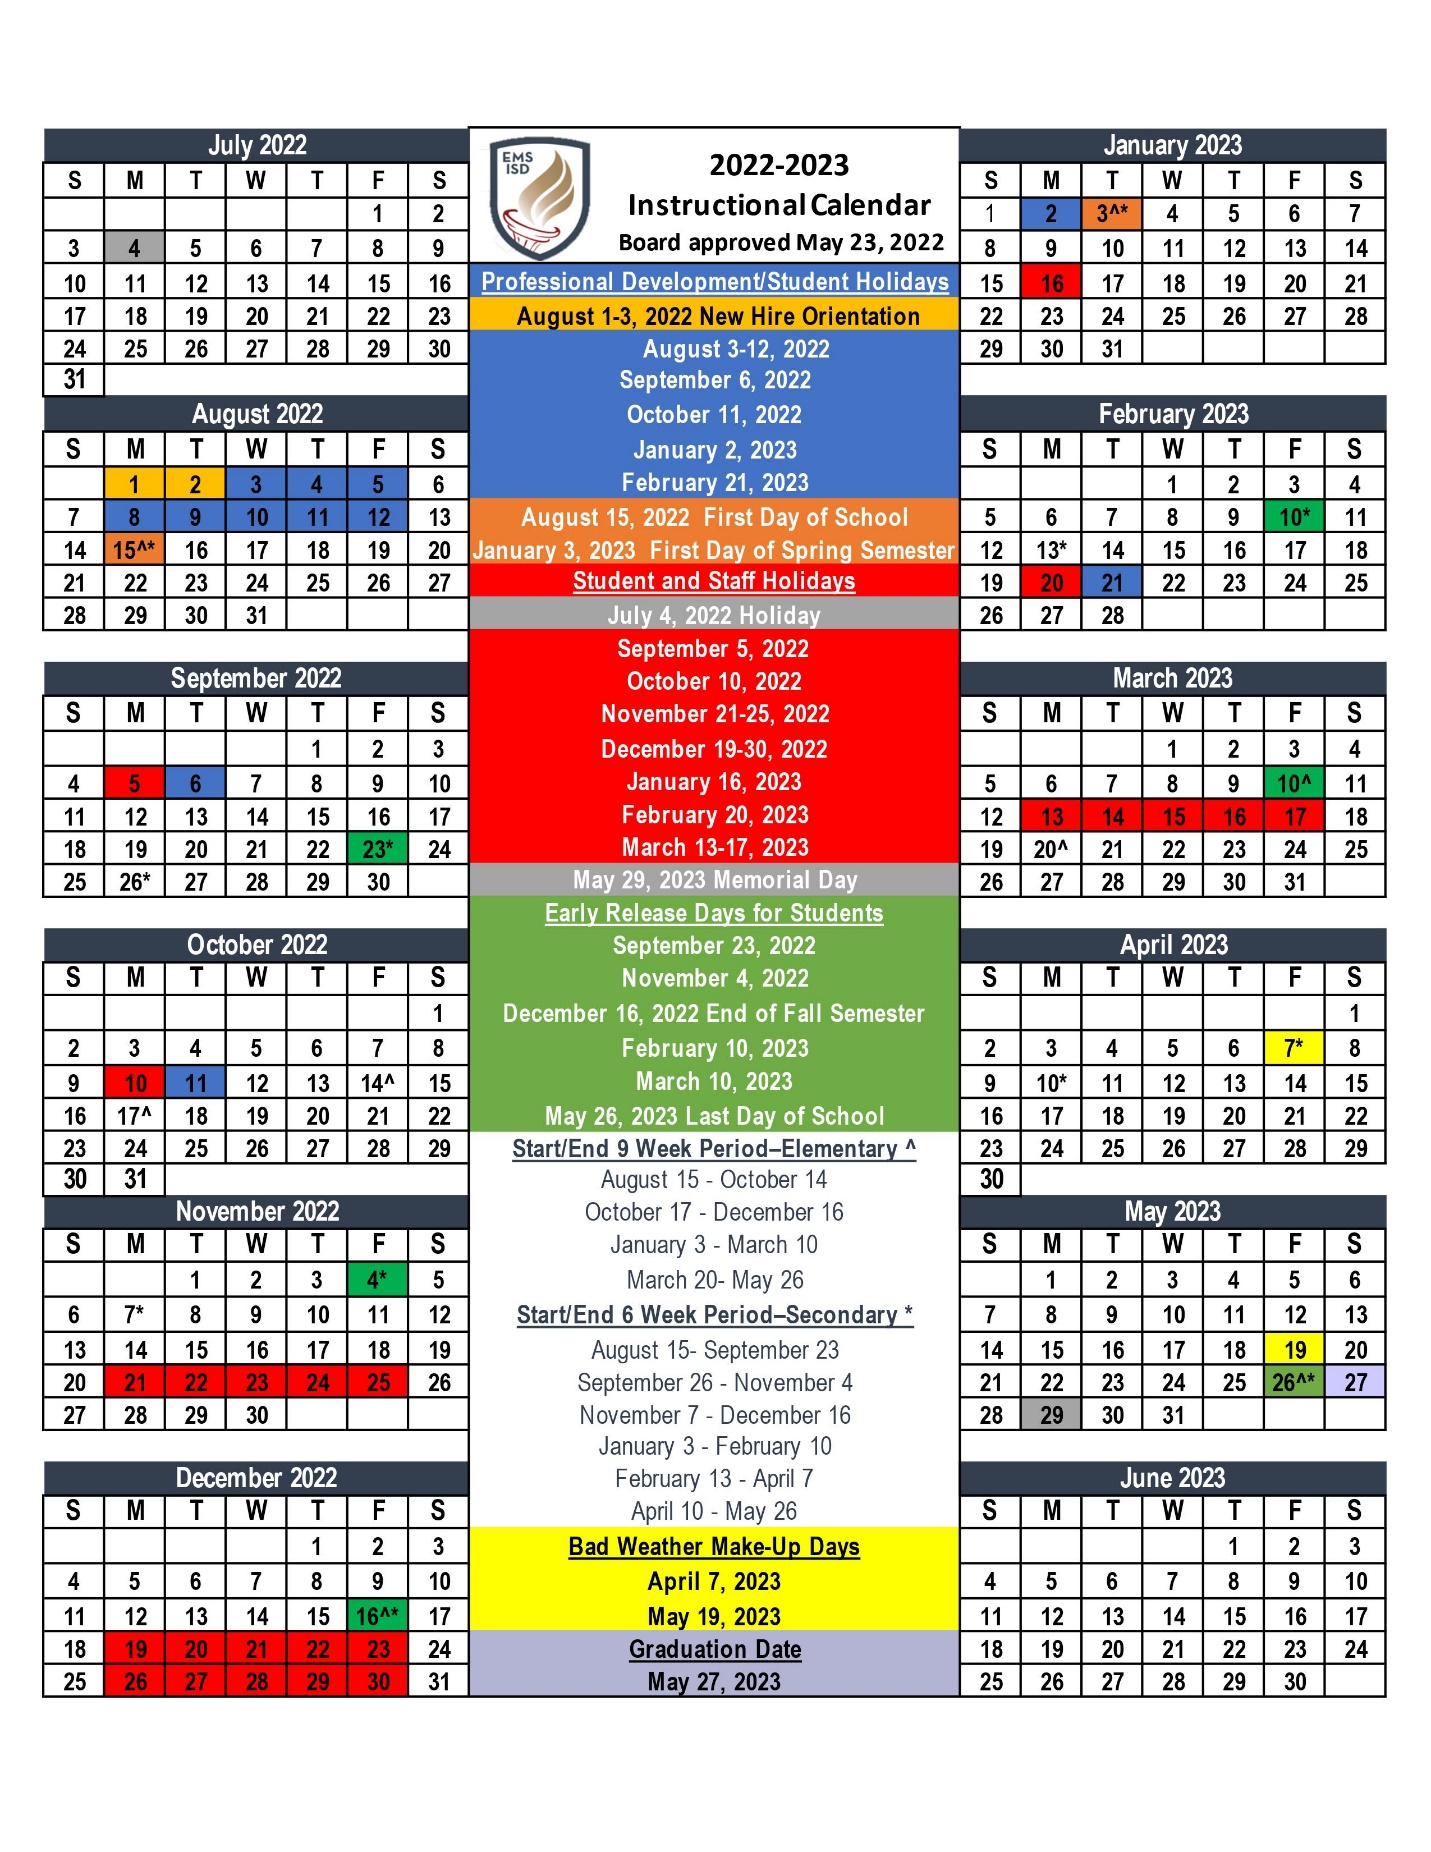 July 2022
S M T W T F S
1 2
3 4 5 6 7 8 9
10 11 12 13 14 15 16
17 18 19 20 21 22 23
24 25 26 27 28 29 30
31
August 2022
S M T W T F S
1 2 3 4 5 6
7 8 9 10 11 12 13
14 15^* 16 17 18 19 20
21 22 23 24 25 26 27
28 29 30 31
September 2022
S M T W T F S
1 2 3
4 5 6 7 8 9 10
11 12 13 14 15 16 17
18 19 20 21 22 23* 24
25 26* 27 28 29 30
October 2022
S M T W T F S
1
2 3 4 5 6 7 8
9 10 11 12 13 14^ 15
16 17^ 18 19 20 21 22
23 24 25 26 27 28 29
30 31
November 2022
S M T W T F S
1 2 3 4* 5
6 7* 8 9 10 11 12
13 14 15 16 17 18 19
20 21 22 23 24 25 26
27 28 29 30
December 2022
S M T W T F S
1 2 3
4 5 6 7 8 9 10
11 12 13 14 15 16^* 17
18 19 20 21 22 23 24
25 26 27 28 29 30 31
EMS
ISD
2022-2023
Instructional Calendar
Board approved May 23, 2022
Professional Development/Student Holidays
August 1-3, 2022 New Hire Orientation
August 3-12, 2022
September 6, 2022
October 11, 2022
January 2, 2023
February 21, 2023
August 15, 2022 First Day of School
January 3, 2023 First Day of Spring Semester
Student and Staff Holidays
July 4, 2022 Holiday
September 5, 2022
October 10, 2022
November 21-25, 2022
December 19-30, 2022
January 16, 2023
February 20, 2023
March 13-17, 2023
May 29, 2023 Memorial Day
Early Release Days for Students
September 23, 2022
November 4, 2022
December 16, 2022 End of Fall Semester
February 10, 2023
March 10, 2023
May 26, 2023 Last Day of School
Start/End 9 Week Period–Elementary ^
August 15 - October 14
October 17 - December 16
January 3 - March 10
March 20- May 26
Start/End 6 Week Period–Secondary *
August 15- September 23
September 26 - November 4
November 7 - December 16
January 3 - February 10
February 13 - April 7
April 10 - May 26
Bad Weather Make-Up Days
April 7, 2023
May 19, 2023
Graduation Date
May 27, 2023
January 2023
S M T W T F S
1 2 3^* 4 5 6 7
8 9 10 11 12 13 14
15 16 17 18 19 20 21
22 23 24 25 26 27 28
29 30 31
February 2023
S M T W T F S
1 2 3 4
5 6 7 8 9 10* 11
12 13* 14 15 16 17 18
19 20 21 22 23 24 25
26 27 28
March 2023
S M T W T F S
1 2 3 4
5 6 7 8 9 10^ 11
12 13 14 15 16 17 18
19 20^ 21 22 23 24 25
26 27 28 29 30 31
April 2023
S M T W T F S
1
2 3 4 5 6 7* 8
9 10* 11 12 13 14 15
16 17 18 19 20 21 22
23 24 25 26 27 28 29
30
May 2023
S M T W T F S
1 2 3 4 5 6
7 8 9 10 11 12 13
14 15 16 17 18 19 20
21 22 23 24 25 26^* 27
28 29 30 31
June 2023
S M T W T F S
1 2 3
4 5 6 7 8 9 10
11 12 13 14 15 16 17
18 19 20 21 22 23 24
25 26 27 28 29 30